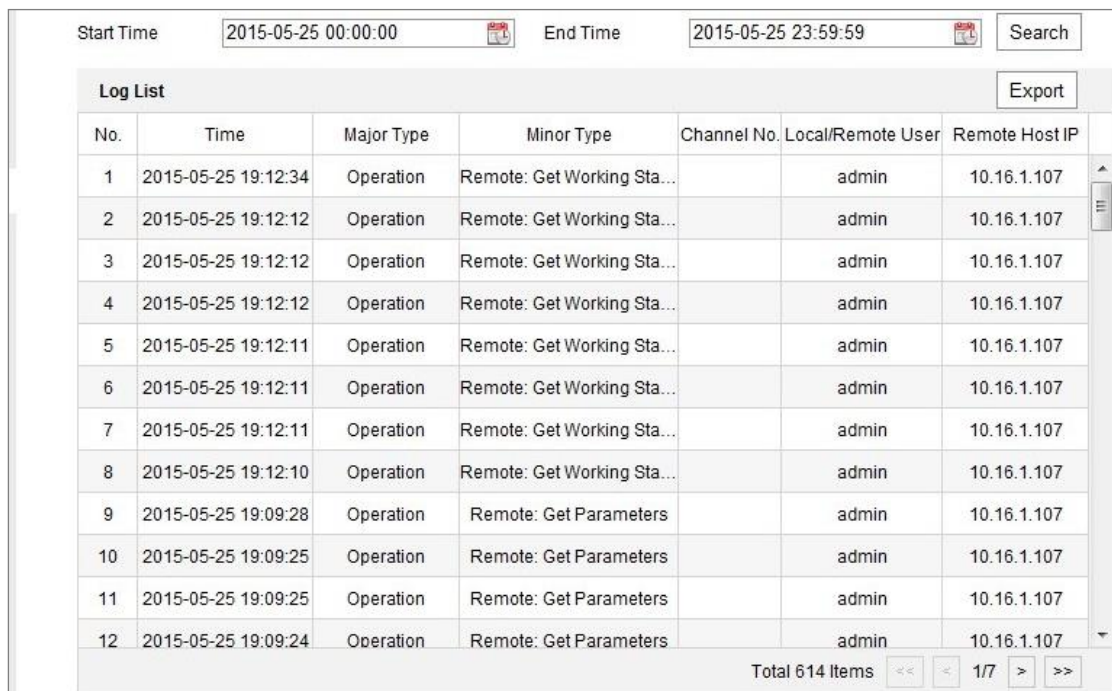 Start Time 2015-05-25 00:00:00 End Time 2015-05-25 23:59:59 Search
Log List Export
No. Time Major Type Minor Type Channel No. Local/Remote User Remote Host IP
1 2015-05-25 19:12:34 Operation Remote: Get Working Sta... admin 10.16.1.107
2 2015-05-25 19:12:12 Operation Remote: Get Working Sta... admin 10.16.1.107
3 2015-05-25 19:12:12 Operation Remote: Get Working Sta... admin 10.16.1.107
4 2015-05-25 19:12:12 Operation Remote: Get Working Sta... admin 10.16.1.107
5 2015-05-25 19:12:11 Operation Remote: Get Working Sta... admin 10.16.1.107
6 2015-05-25 19:12:11 Operation Remote: Get Working Sta... admin 10.16.1.107
7 2015-05-25 19:12:11 Operation Remote: Get Working Sta... admin 10.16.1.107
8 2015-05-25 19:12:10 Operation Remote: Get Working Sta... admin 10.16.1.107
9 2015-05-25 19:09:28 Operation Remote: Get Parameters admin 10.16.1.107
10 2015-05-25 19:09:25 Operation Remote: Get Parameters admin 10.16.1.107
11 2015-05-25 19:09:25 Operation Remote: Get Parameters admin 10.16.1.107
12 2015-05-25 19:09:24 Operation Remote: Get Parameters admin 10.16.1.107
Total 614 Items << < 1/7 > >>